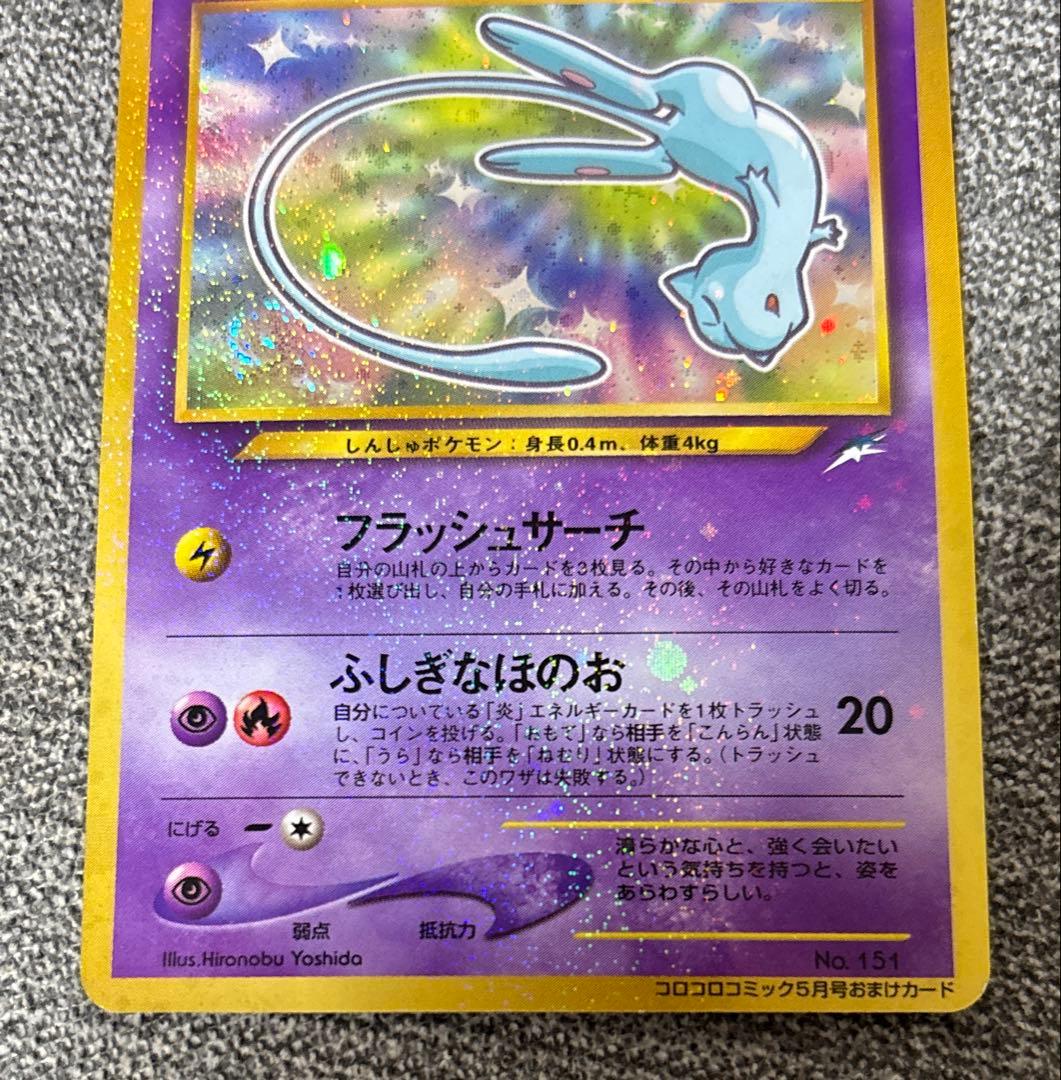 しんしゅポケモン：身長0.4m、体重4kg
フラッシュサーチ
自分の山札の上からカードを3枚見る。その中から好きなカードを
1枚選び出し、自分の手札に加える。その後、その山札をよく切る。
ふしぎなほのお
自分についている「炎」エネルギーカードを1枚トラッシュ
し、コインを投げる。「おもて」なら相手を「こんらん」状態
に、「うら」なら相手を「ねむり」状態にする。（トラッシュ
できないとき、このワザは失敗する。）
20
にげる
清らかな心と、強く会いたい
という気持ちを持つと、姿を
あらわすらしい。
弱点 抵抗力
Illus.Hironobu Yoshida
No. 151
コロコロコミック5月号おまけカード